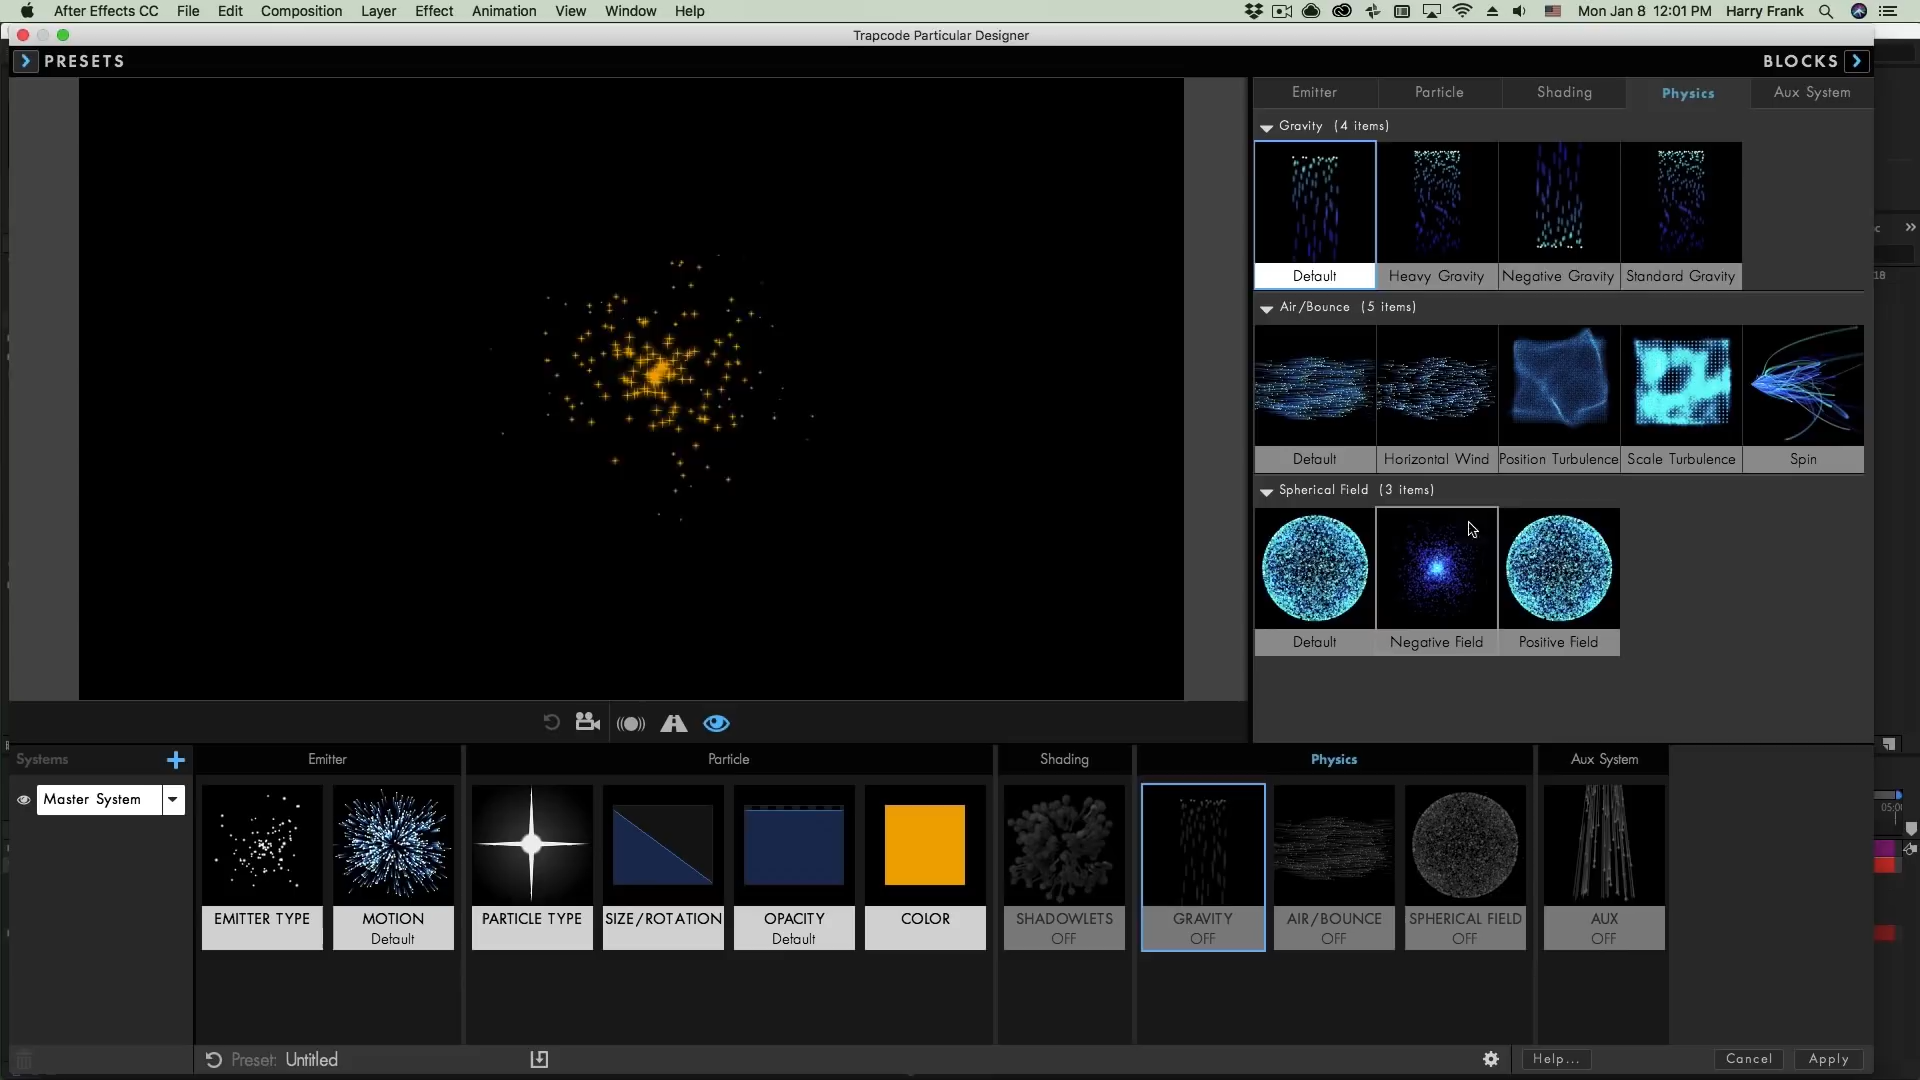 After Effects CC File Edit Composition Layer Effect Animation View Window Help Mon Jan 8 12:01 PM Harry Frank
Trapcode Particular Designer
PRESETS
BLOCKS
Emitter Particle Shading Physics Aux System
Gravity (4 items)
Default Heavy Gravity Negative Gravity Standard Gravity
Air/Bounce (5 items)
Default Horizontal Wind Position Turbulence Scale Turbulence Spin
Spherical Field (3 items)
Default Negative Field Positive Field
Systems Emitter Particle Shading Physics Aux System
Master System
EMITTER TYPE MOTION PARTICLE TYPE SIZE/ROTATION OPACITY COLOR SHADOWLETS GRAVITY AIR/BOUNCE SPHERICAL FIELD AUX
Default Default OFF OFF OFF OFF OFF
Preset: Untitled Help... Cancel Apply